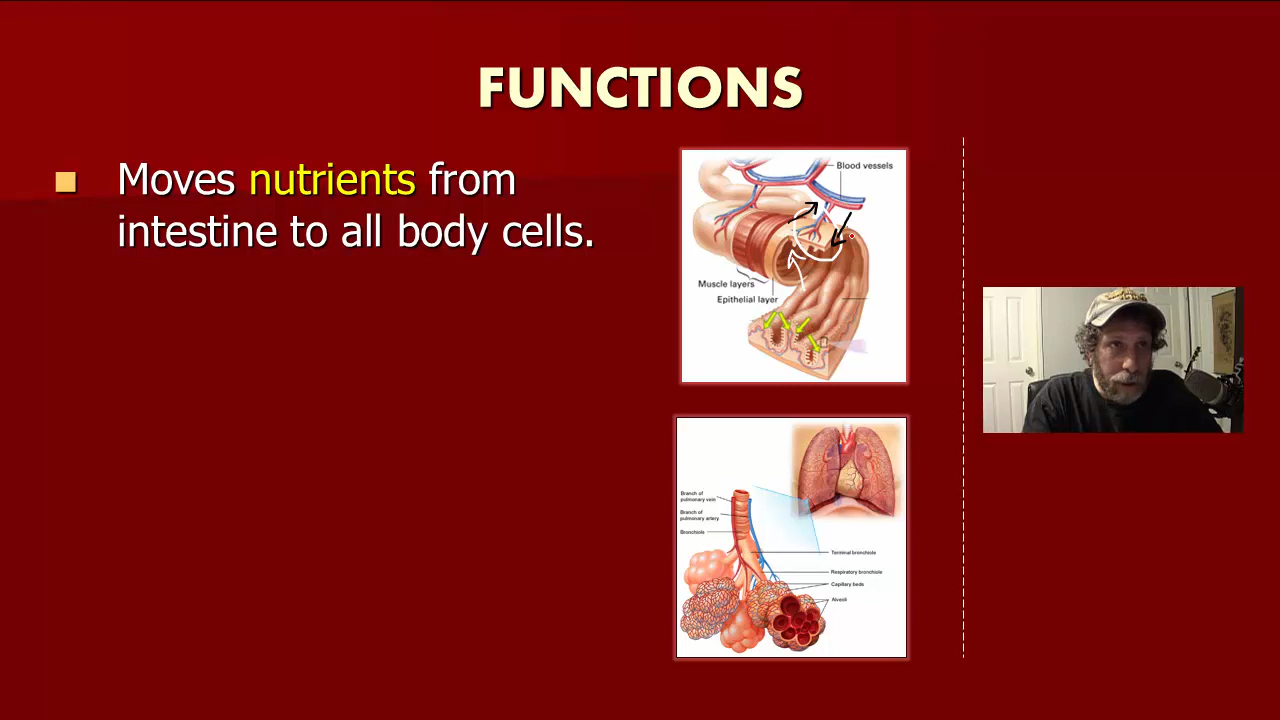 FUNCTIONS
Moves nutrients from
intestine to all body cells.
Blood vessels
Muscle layers
Epithelial layer
Branch of
pulmonary vein
Branch of
pulmonary artery
Bronchiole
Terminal bronchiole
Respiratory bronchiole
Capillary beds
Alveoli